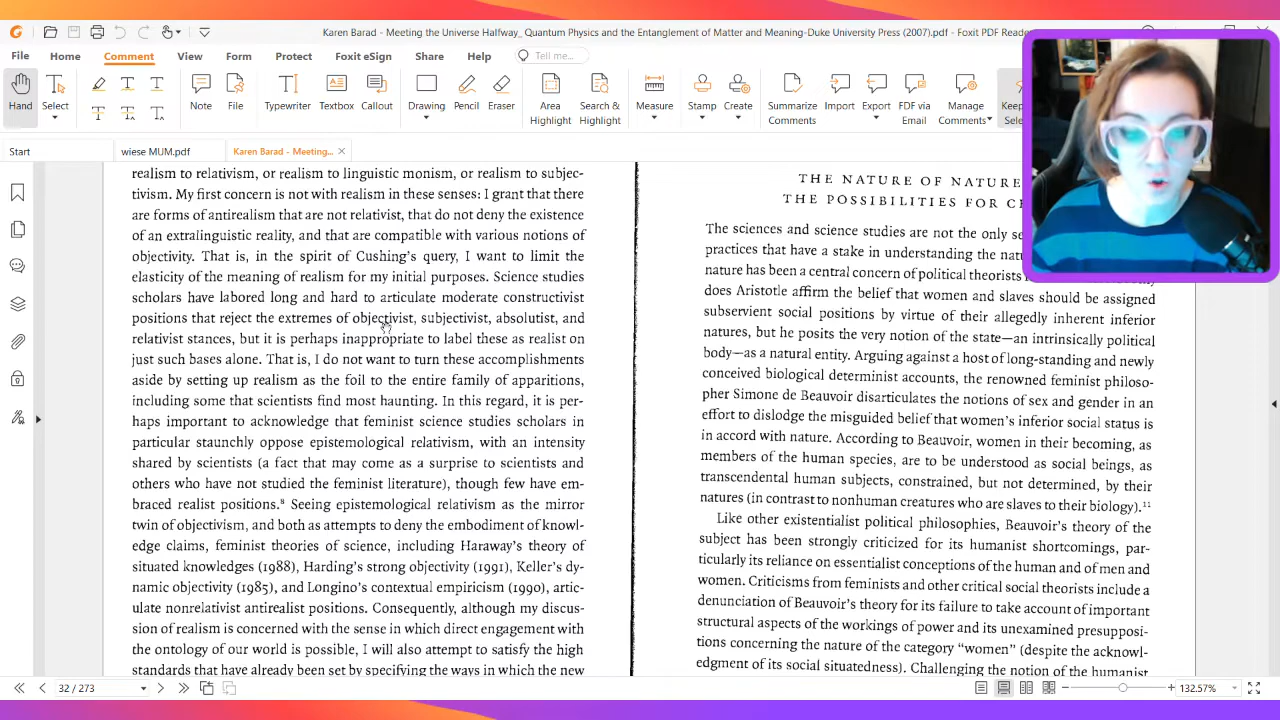 Karen Barad - Meeting the Universe Halfway_ Quantum Physics and the Entanglement of Matter and Meaning-Duke University Press (2007).pdf - Foxit PDF Reader
File Home Comment View Form Protect Foxit eSign Share Help Tell me...
Hand Select Note File Typewriter Textbox Callout Drawing Pencil Eraser Area Highlight Search & Highlight Measure Stamp Create Summarize Comments Import Export FDF via Email Manage Comments Keep
Start wiese MUM.pdf Karen Barad - Meeting...
realism to relativism, or realism to linguistic monism, or realism to subjec-
tivism. My first concern is not with realism in these senses: I grant that there
are forms of antirealism that are not relativist, that do not deny the existence
of an extralinguistic reality, and that are compatible with various notions of
objectivity. That is, in the spirit of Cushing's query, I want to limit the
elasticity of the meaning of realism for my initial purposes. Science studies
scholars have labored long and hard to articulate moderate constructivist
positions that reject the extremes of objectivist, subjectivist, absolutist, and
relativist stances, but it is perhaps inappropriate to label these as realist on
just such bases alone. That is, I do not want to turn these accomplishments
aside by setting up realism as the foil to the entire family of apparitions,
including some that scientists find most haunting. In this regard, it is per-
haps important to acknowledge that feminist science studies scholars in
particular staunchly oppose epistemological relativism, with an intensity
shared by scientists (a fact that may come as a surprise to scientists and
others who have not studied the feminist literature), though few have em-
braced realist positions.⁸ Seeing epistemological relativism as the mirror
twin of objectivism, and both as attempts to deny the embodiment of knowl-
edge claims, feminist theories of science, including Haraway's theory of
situated knowledges (1988), Harding's strong objectivity (1991), Keller's dy-
namic objectivity (1985), and Longino's contextual empiricism (1990), artic-
ulate nonrelativist antirealist positions. Consequently, although my discus-
sion of realism is concerned with the sense in which direct engagement with
the ontology of our world is possible, I will also attempt to satisfy the high
standards that have already been set by specifying the ways in which the new
THE NATURE OF NATURE
THE POSSIBILITIES FOR
The sciences and science studies are not the only
practices that have a stake in understanding the
nature has been a central concern of political theorists
does Aristotle affirm the belief that women and slaves should be assigned
subservient social positions by virtue of their allegedly inherent inferior
natures, but he posits the very notion of the state—an intrinsically political
body—as a natural entity. Arguing against a host of long-standing and newly
conceived biological determinist accounts, the renowned feminist philoso-
pher Simone de Beauvoir disarticulates the notions of sex and gender in an
effort to dislodge the misguided belief that women's inferior social status is
in accord with nature. According to Beauvoir, women in their becoming, as
members of the human species, are to be understood as social beings, as
transcendental human subjects, constrained, but not determined, by their
natures (in contrast to nonhuman creatures who are slaves to their biology).¹¹
Like other existentialist political philosophies, Beauvoir's theory of the
subject has been strongly criticized for its humanist shortcomings, par-
ticularly its reliance on essentialist conceptions of the human and of men and
women. Criticisms from feminists and other critical social theorists include a
denunciation of Beauvoir's theory for its failure to take account of important
structural aspects of the workings of power and its unexamined presupposi-
tions concerning the nature of the category "women" (despite the acknowl-
edgment of its social situatedness). Challenging the notion of the humanist
32 / 273 132.57%